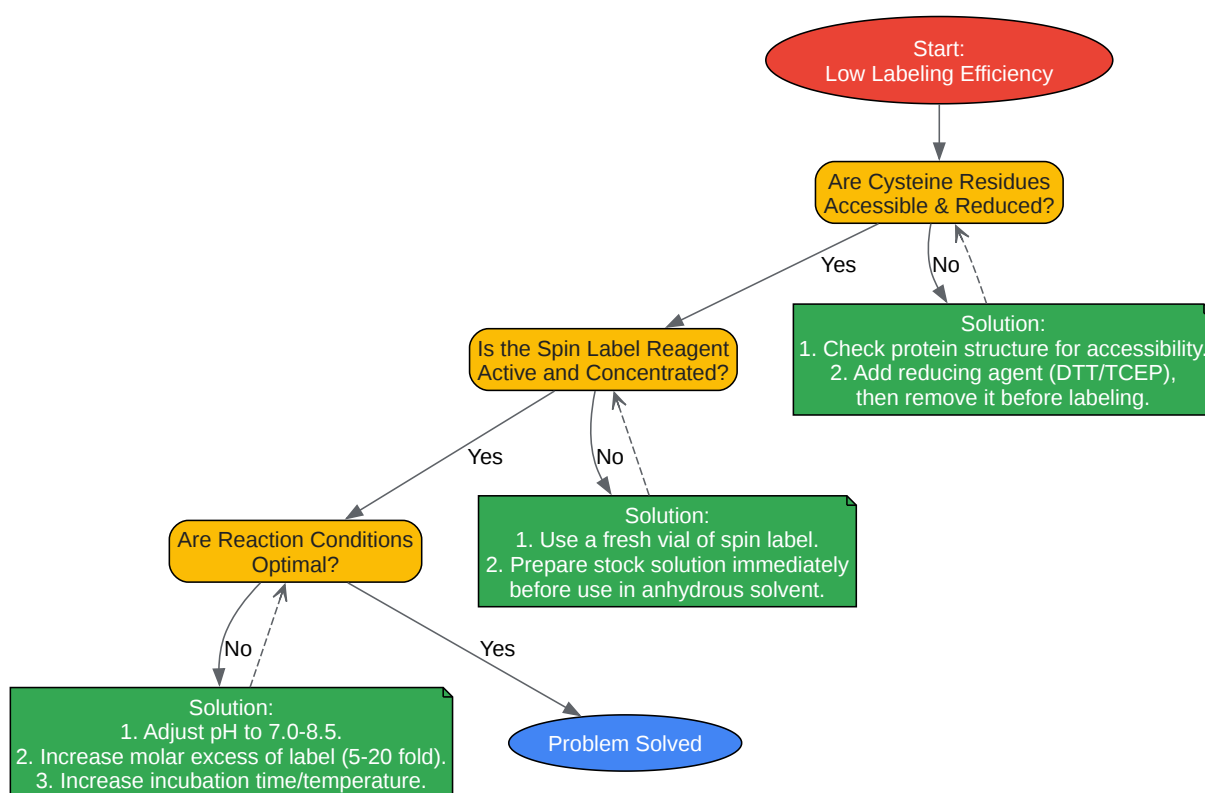 Start:
Low Labeling Efficiency
Are Cysteine Residues
Accessible & Reduced?
Yes
No
Solution:
1. Check protein structure for accessibility.
2. Add reducing agent (DTT/TCEP),
then remove it before labeling.
Is the Spin Label Reagent
Active and Concentrated?
Yes
No
Solution:
1. Use a fresh vial of spin label.
2. Prepare stock solution immediately
before use in anhydrous solvent.
Are Reaction Conditions
Optimal?
No
Yes
Solution:
1. Adjust pH to 7.0-8.5.
2. Increase molar excess of label (5-20 fold).
3. Increase incubation time/temperature.
Problem Solved